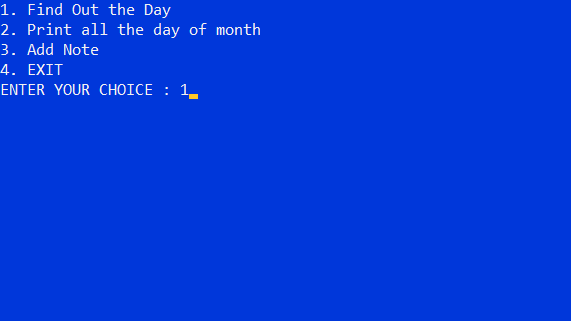 1. Find Out the Day
2. Print all the day of month
3. Add Note
4. EXIT
ENTER YOUR CHOICE : 1